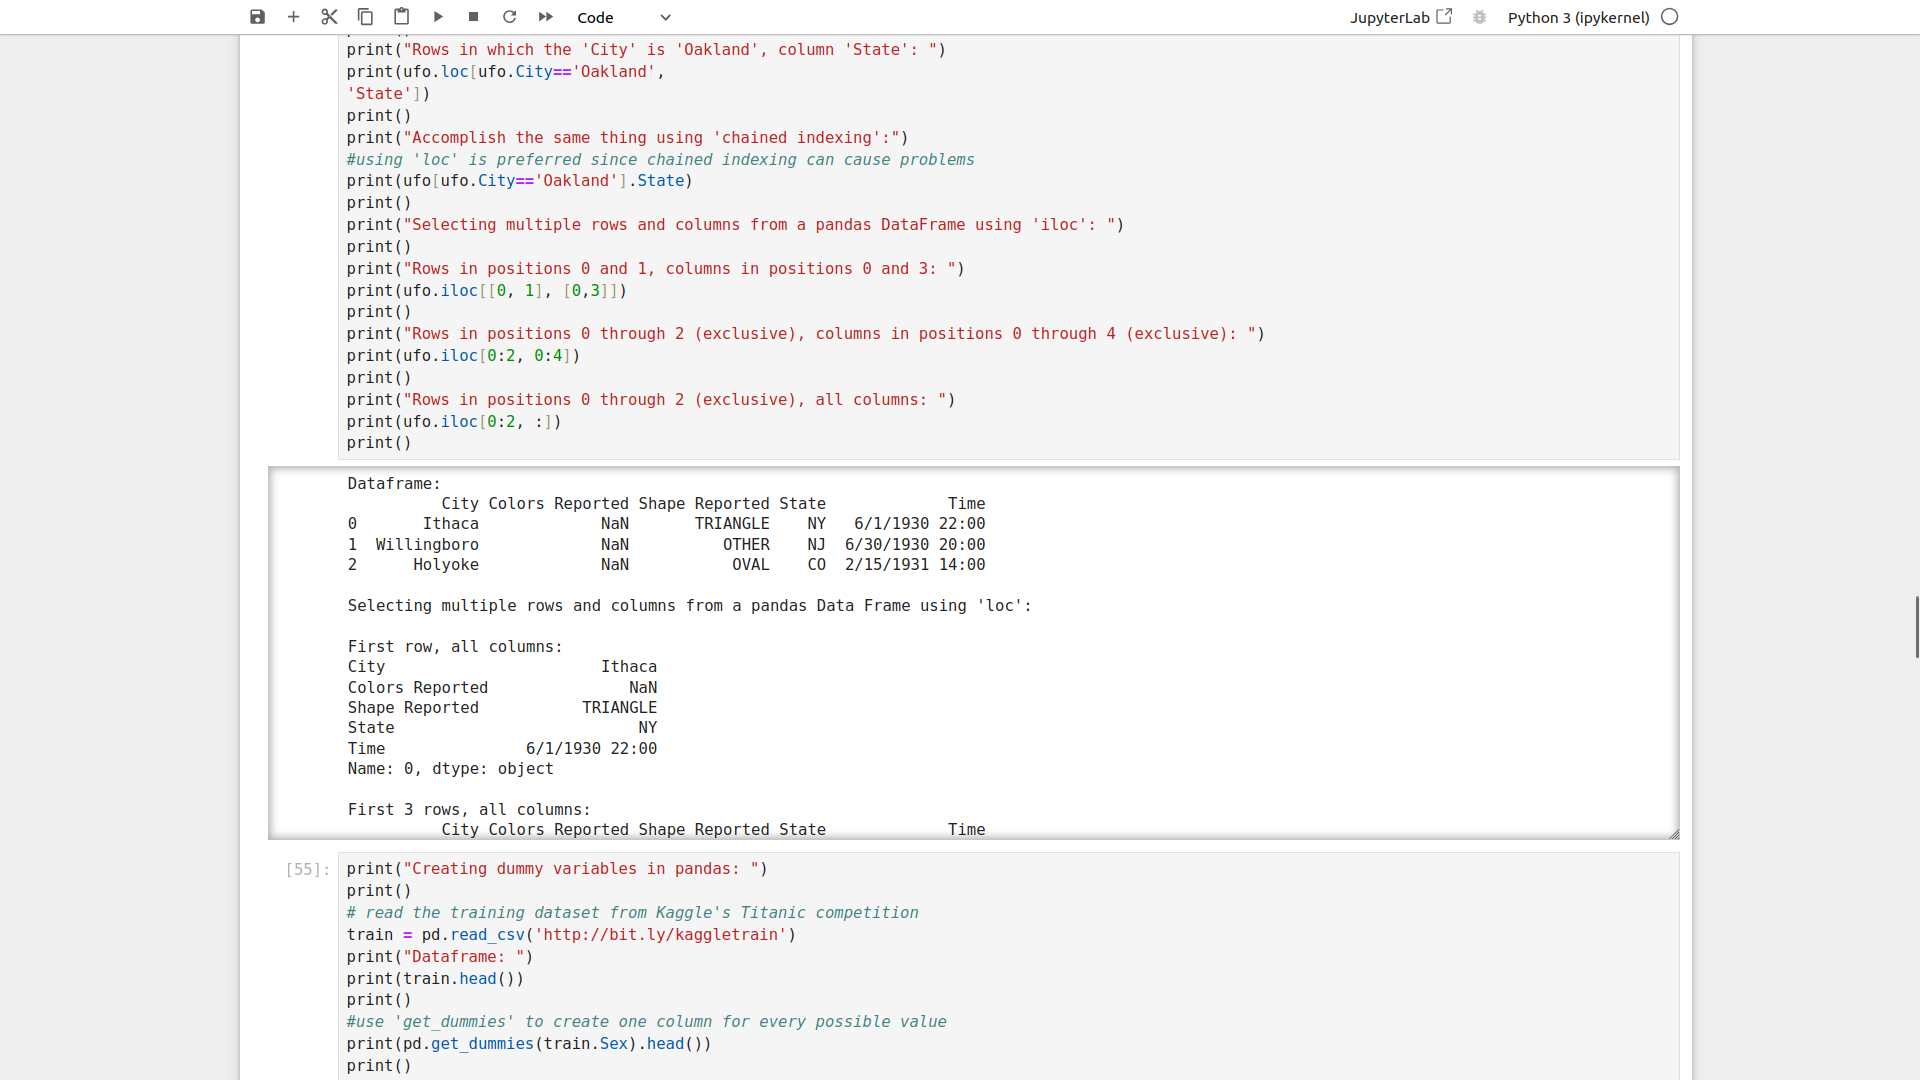 Code JupyterLab Python 3 (ipykernel)
print("Rows in which the 'City' is 'Oakland', column 'State': ")
print(ufo.loc[ufo.City=='Oakland',
'State'])
print()
print("Accomplish the same thing using 'chained indexing':")
#using 'loc' is preferred since chained indexing can cause problems
print(ufo[ufo.City=='Oakland'].State)
print()
print("Selecting multiple rows and columns from a pandas DataFrame using 'iloc': ")
print()
print("Rows in positions 0 and 1, columns in positions 0 and 3: ")
print(ufo.iloc[[0, 1], [0,3]])
print()
print("Rows in positions 0 through 2 (exclusive), columns in positions 0 through 4 (exclusive): ")
print(ufo.iloc[0:2, 0:4])
print()
print("Rows in positions 0 through 2 (exclusive), all columns: ")
print(ufo.iloc[0:2, :])
print()
Dataframe:
City Colors Reported Shape Reported State Time
0 Ithaca NaN TRIANGLE NY 6/1/1930 22:00
1 Willingboro NaN OTHER NJ 6/30/1930 20:00
2 Holyoke NaN OVAL CO 2/15/1931 14:00
Selecting multiple rows and columns from a pandas Data Frame using 'loc':
First row, all columns:
City Ithaca
Colors Reported NaN
Shape Reported TRIANGLE
State NY
Time 6/1/1930 22:00
Name: 0, dtype: object
First 3 rows, all columns:
City Colors Reported Shape Reported State Time
[55]: print("Creating dummy variables in pandas: ")
print()
# read the training dataset from Kaggle's Titanic competition
train = pd.read_csv('http://bit.ly/kaggletrain')
print("Dataframe: ")
print(train.head())
print()
#use 'get_dummies' to create one column for every possible value
print(pd.get_dummies(train.Sex).head())
print()